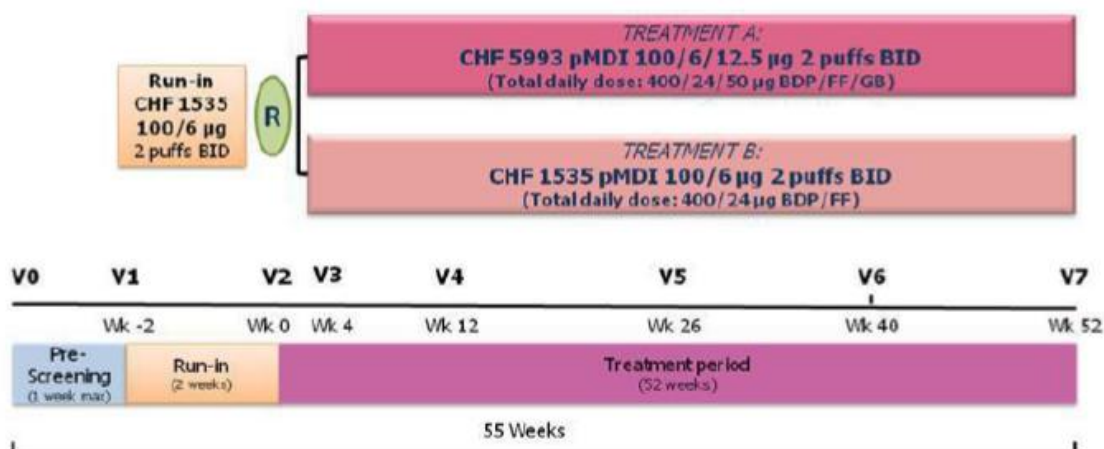 TREATMENT A:
CHF 5993 pMDI 100/6/12.5 µg 2 puffs BID
(Total daily dose: 400/24/50 µg BDP/FF/GB)
Run-in
CHF 1535
100/6 µg
2 puffs BID
R
TREATMENT B:
CHF 1535 pMDI 100/6 µg 2 puffs BID
(Total daily dose: 400/24 µg BDP/FF)
V0 V1 V2 V3 V4 V5 V6 V7
Wk -2 Wk 0 Wk 4 Wk 12 Wk 26 Wk 40 Wk 52
Pre-
Screening
(1 week max)
Run-in
(2 weeks)
Treatment period
(52 weeks)
55 Weeks